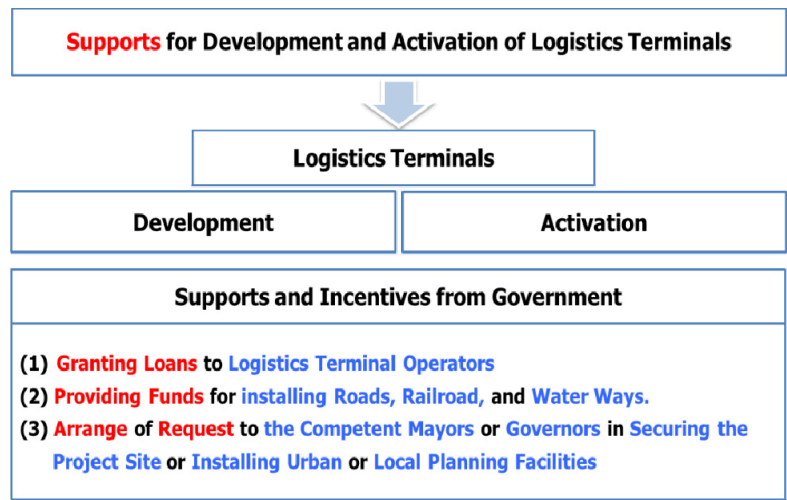 Supports for Development and Activation of Logistics Terminals
Logistics Terminals
Development
Activation
Supports and Incentives from Government
(1) Granting Loans to Logistics Terminal Operators
(2) Providing Funds for installing Roads, Railroad, and Water Ways.
(3) Arrange of Request to the Competent Mayors or Governors in Securing the
Project Site or Installing Urban or Local Planning Facilities